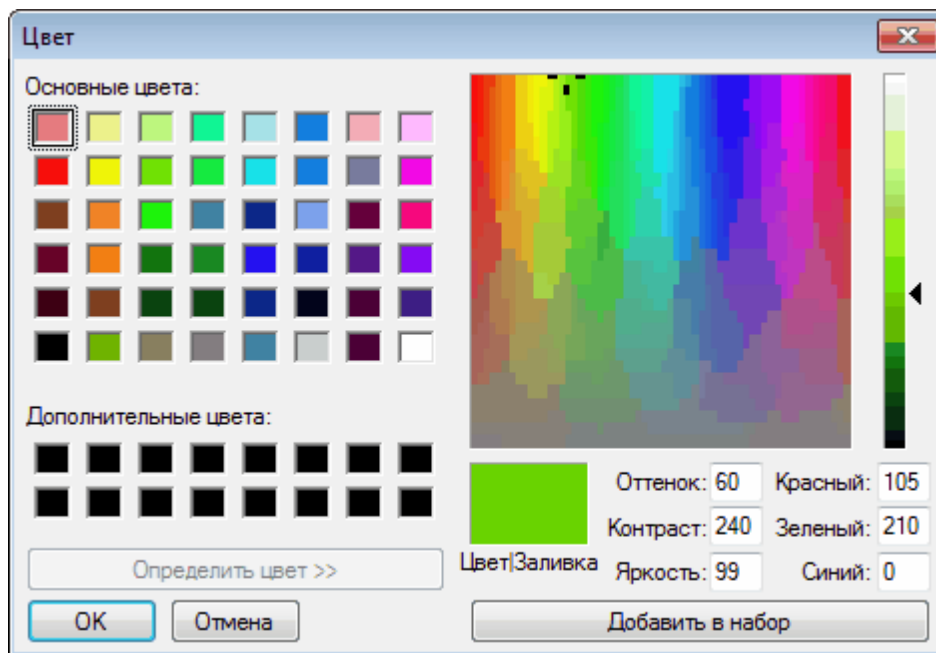 Цвет
Основные цвета:
Дополнительные цвета:
Определить цвет >>
OK
Отмена
Цвет|Заливка
Оттенок: 60
Контраст: 240
Яркость: 99
Красный: 105
Зеленый: 210
Синий: 0
Добавить в набор